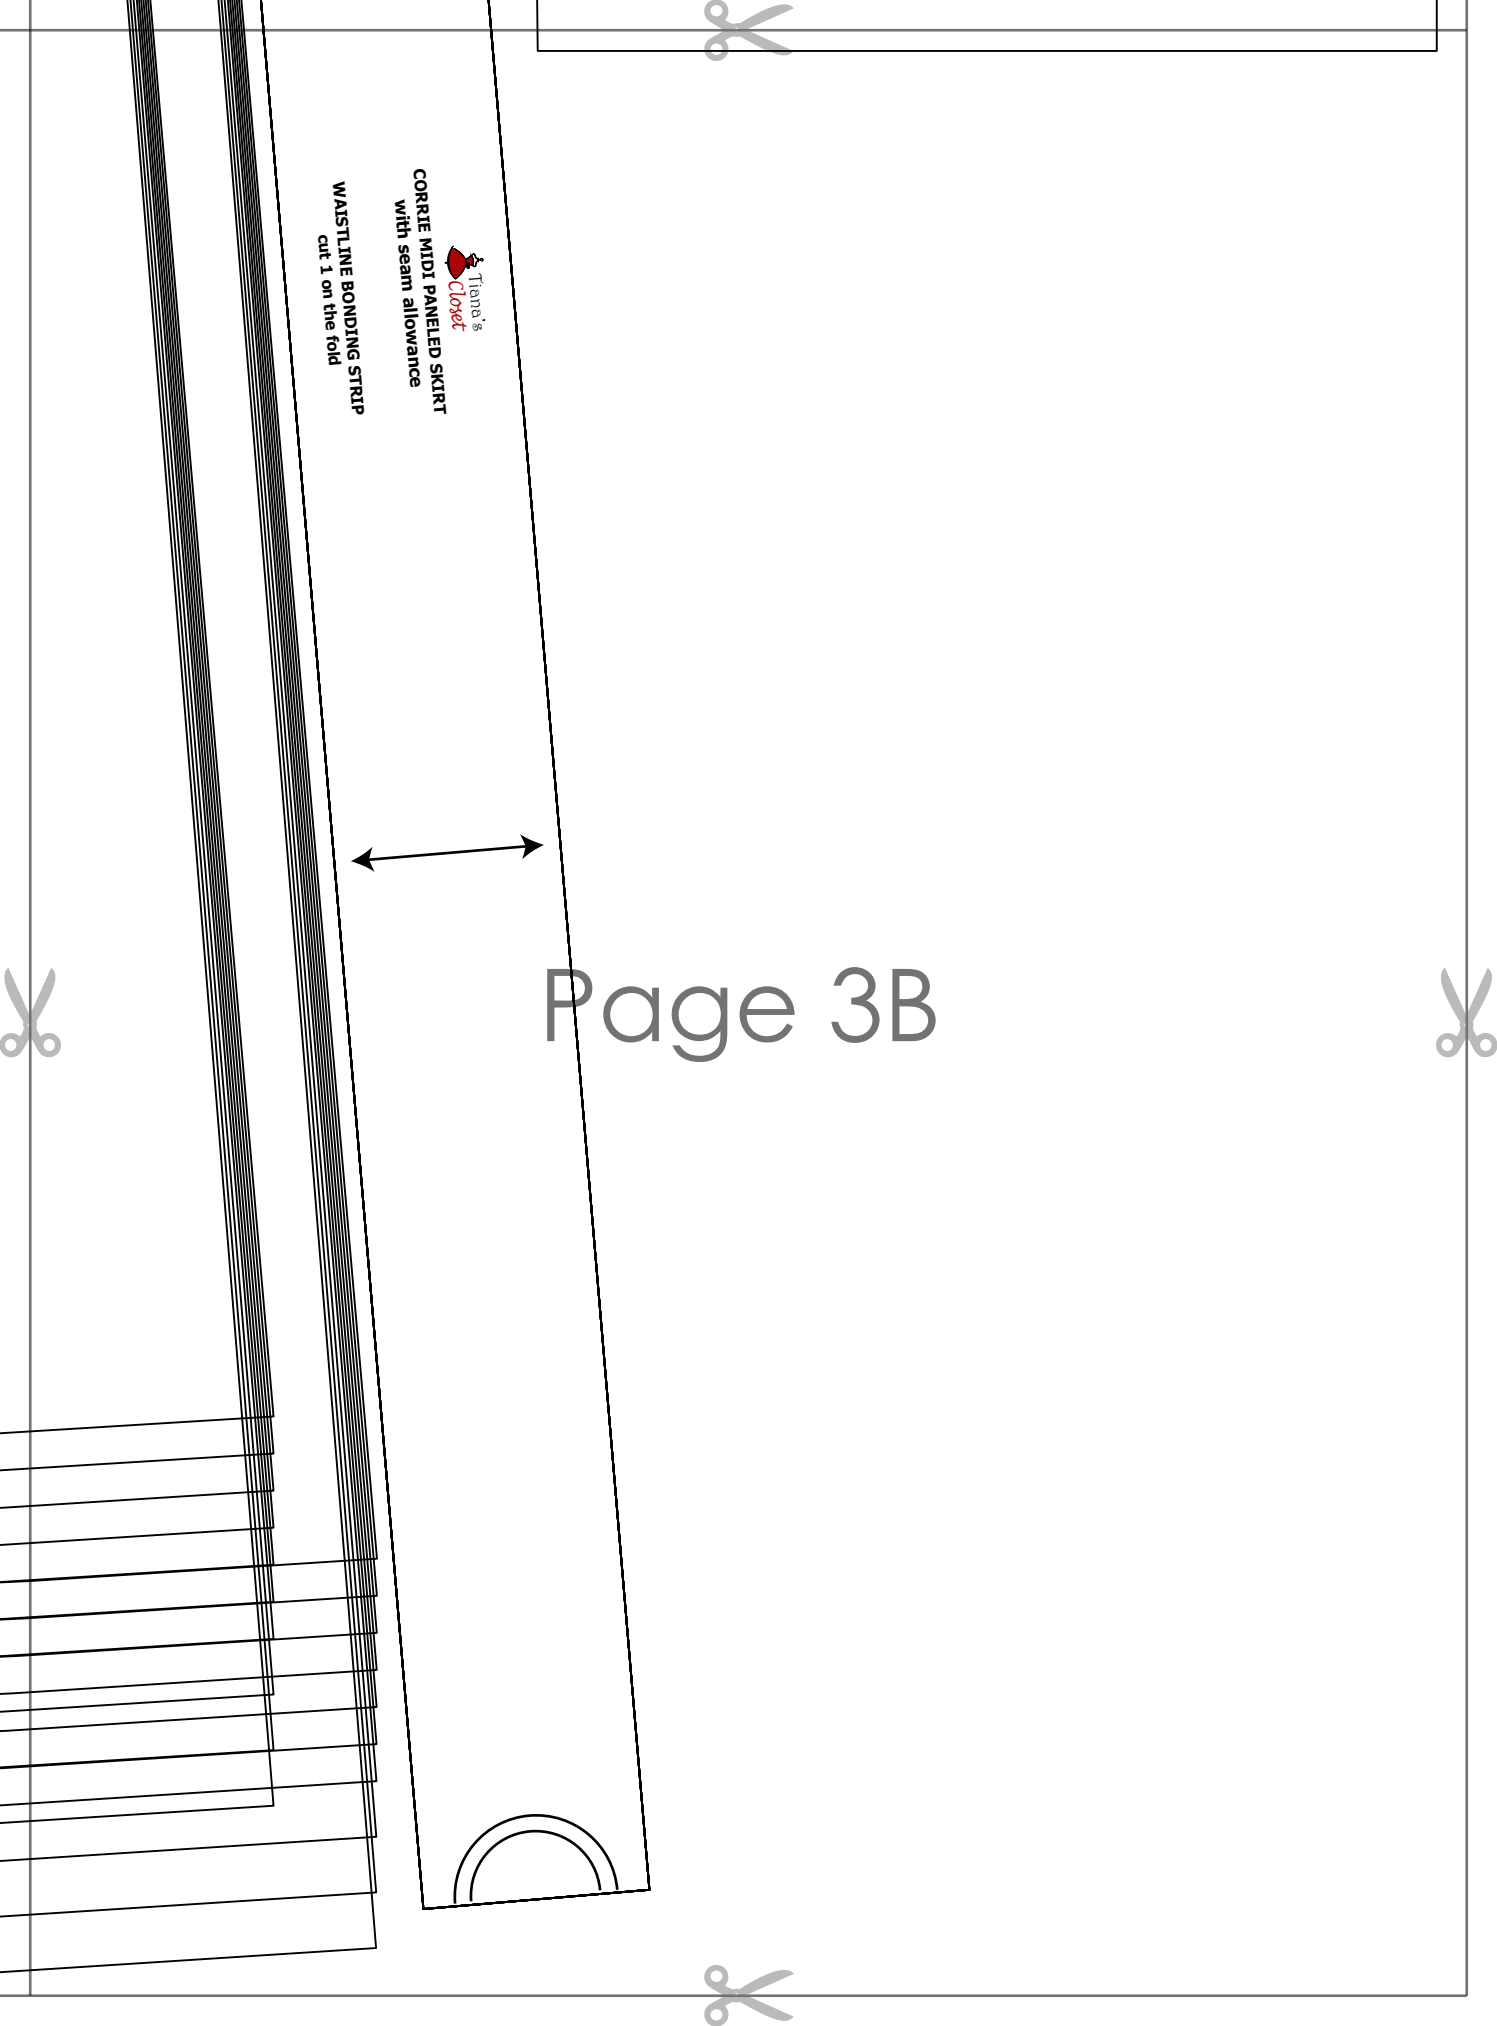 Tiana's
Closet
CORRIE MIDI PANELED SKIRT
with seam allowance
WAISTLINE BONDING STRIP
cut 1 on the fold
Page 3B